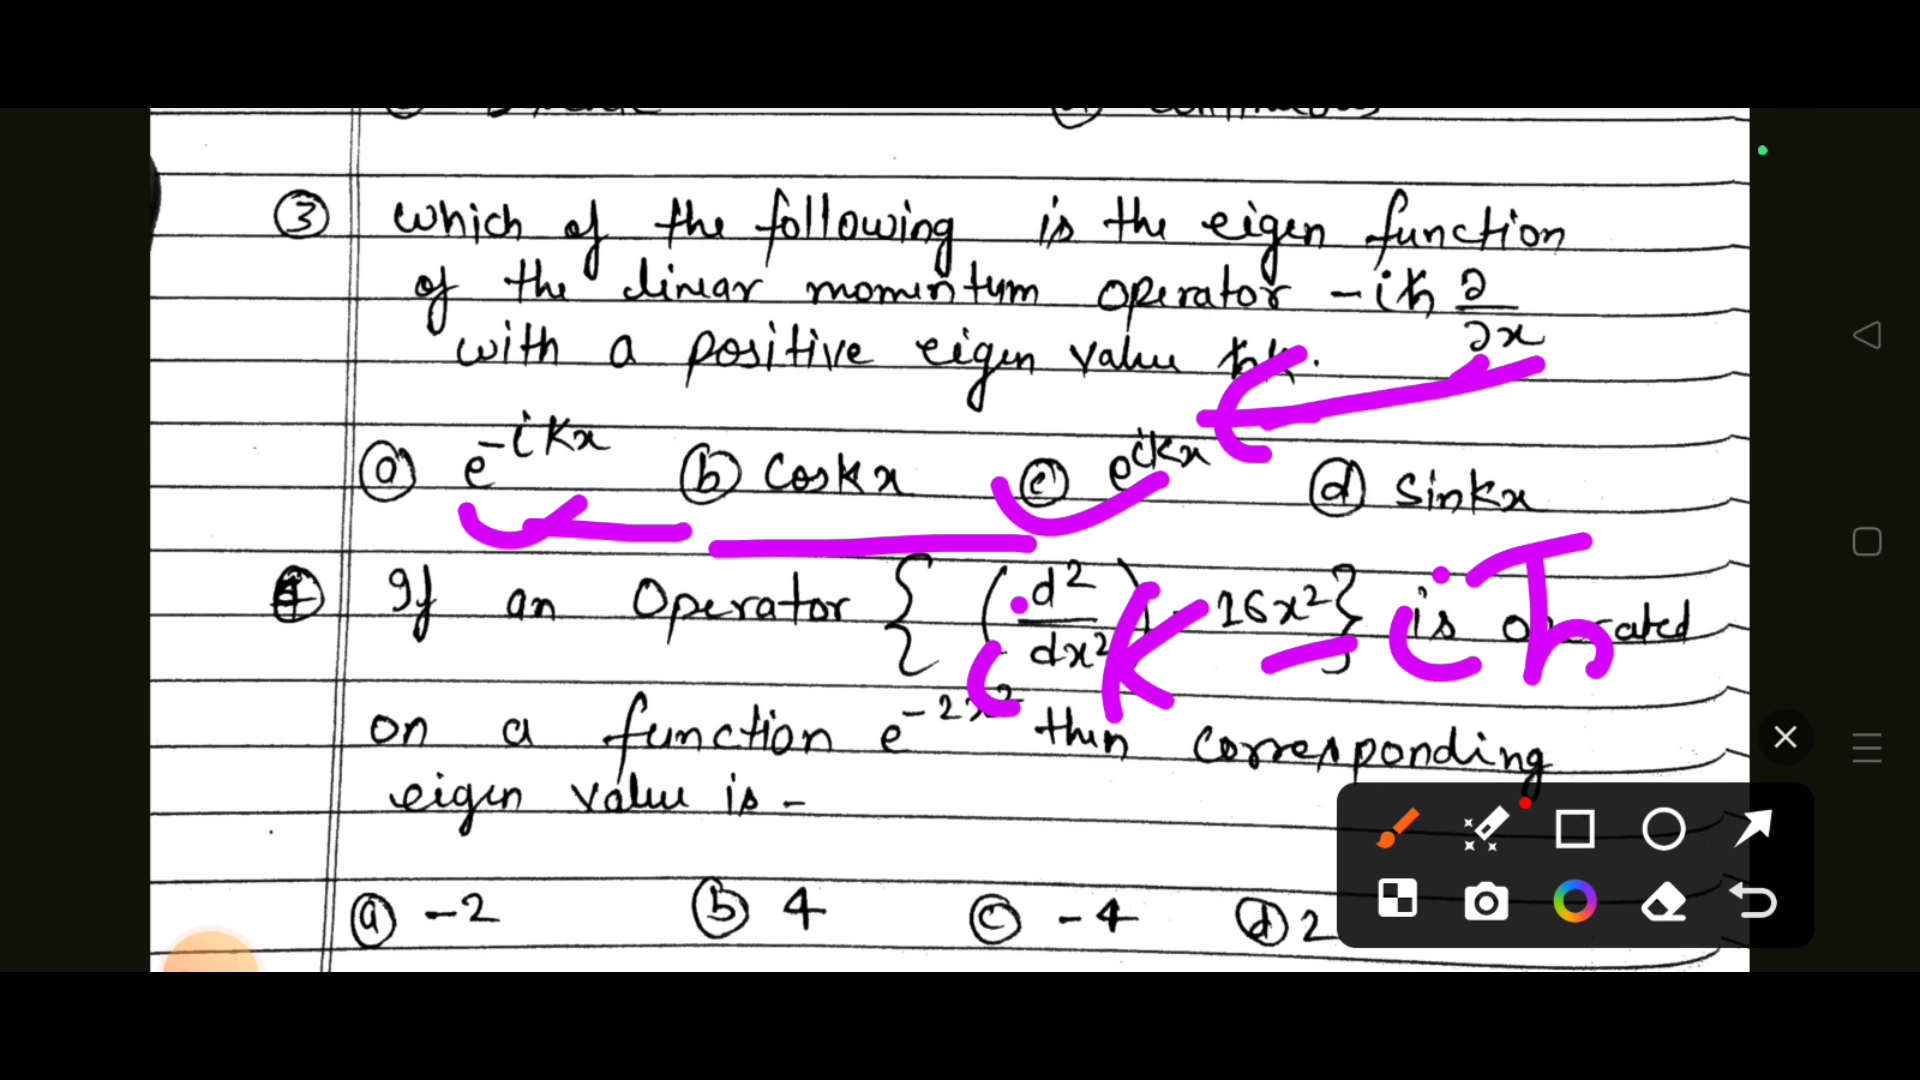 ③ which of the following is the eigen function
of the linear momentum operator -iℏ ∂/∂x
with a positive eigen value ℏk.
ⓐ e^-ikx ⓑ Coskx ⓒ e^ikx ⓓ sinkx
④ If an Operator { (d²/dx²) - 16x² } is operated
ik - iℏ
on a function e^-2x² then corresponding
eigen value is -
ⓐ -2 ⓑ 4 ⓒ -4 ⓓ 2